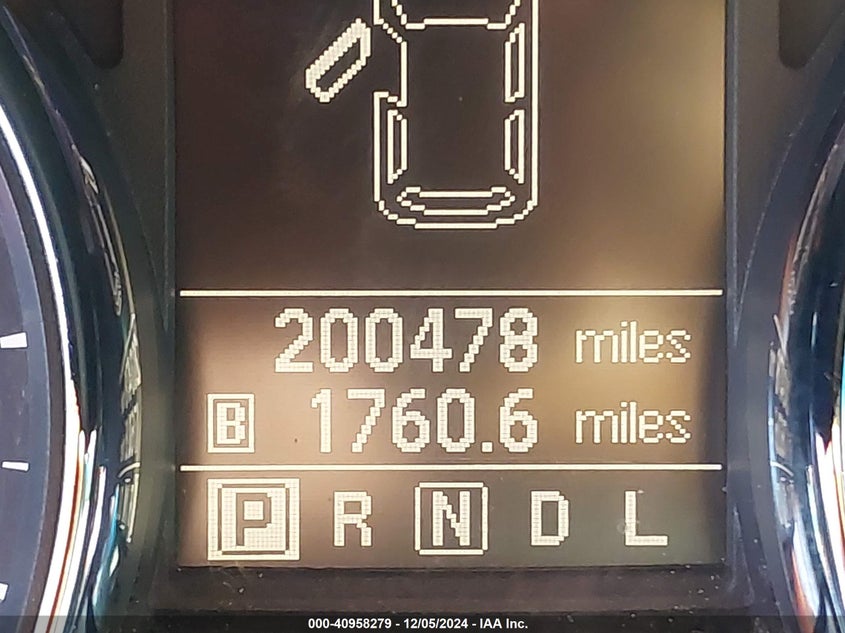 200478 miles
B 1760.6 miles
P R N D L
000-40958279 - 12/05/2024 - IAA Inc.